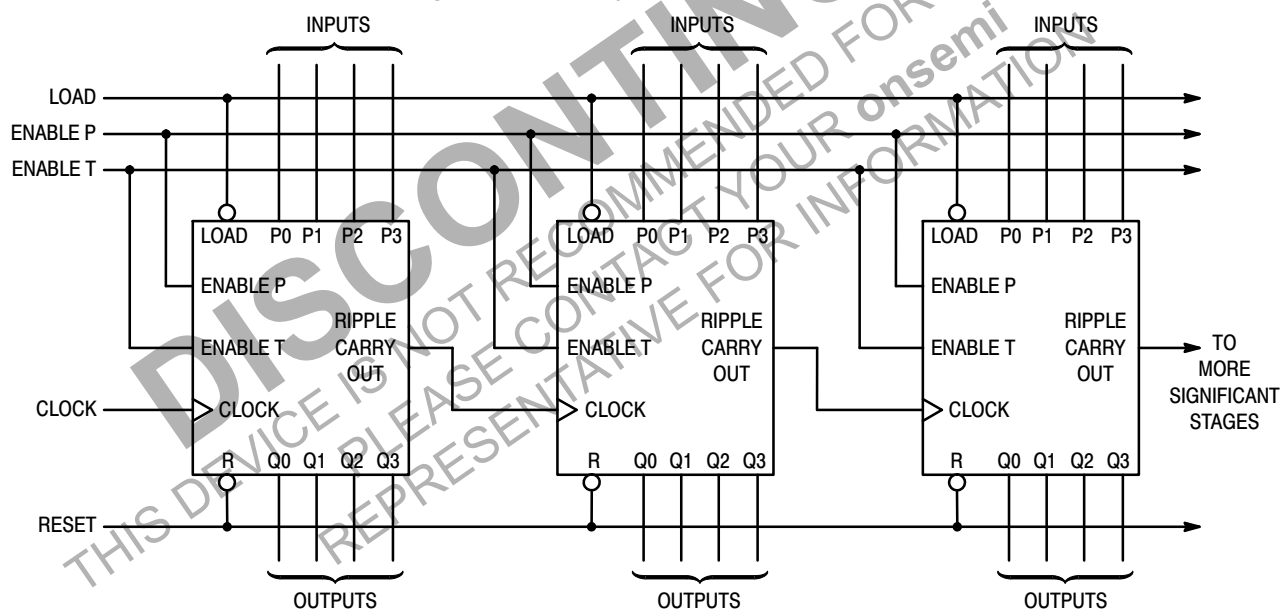 INPUTS INPUTS INPUTS
LOAD
ENABLE P
ENABLE T
LOAD P0 P1 P2 P3 LOAD P0 P1 P2 P3 LOAD P0 P1 P2 P3
ENABLE P ENABLE P ENABLE P
RIPPLE RIPPLE RIPPLE
ENABLE T CARRY ENABLE T CARRY ENABLE T CARRY TO
OUT OUT OUT MORE
SIGNIFICANT
STAGES
CLOCK CLOCK CLOCK CLOCK
R Q0 Q1 Q2 Q3 R Q0 Q1 Q2 Q3 R Q0 Q1 Q2 Q3
RESET
OUTPUTS OUTPUTS OUTPUTS
THIS DEVICE IS NOT RECOMMENDED FOR
PLEASE CONTACT YOUR onsemi
REPRESENTATIVE FOR INFORMATION